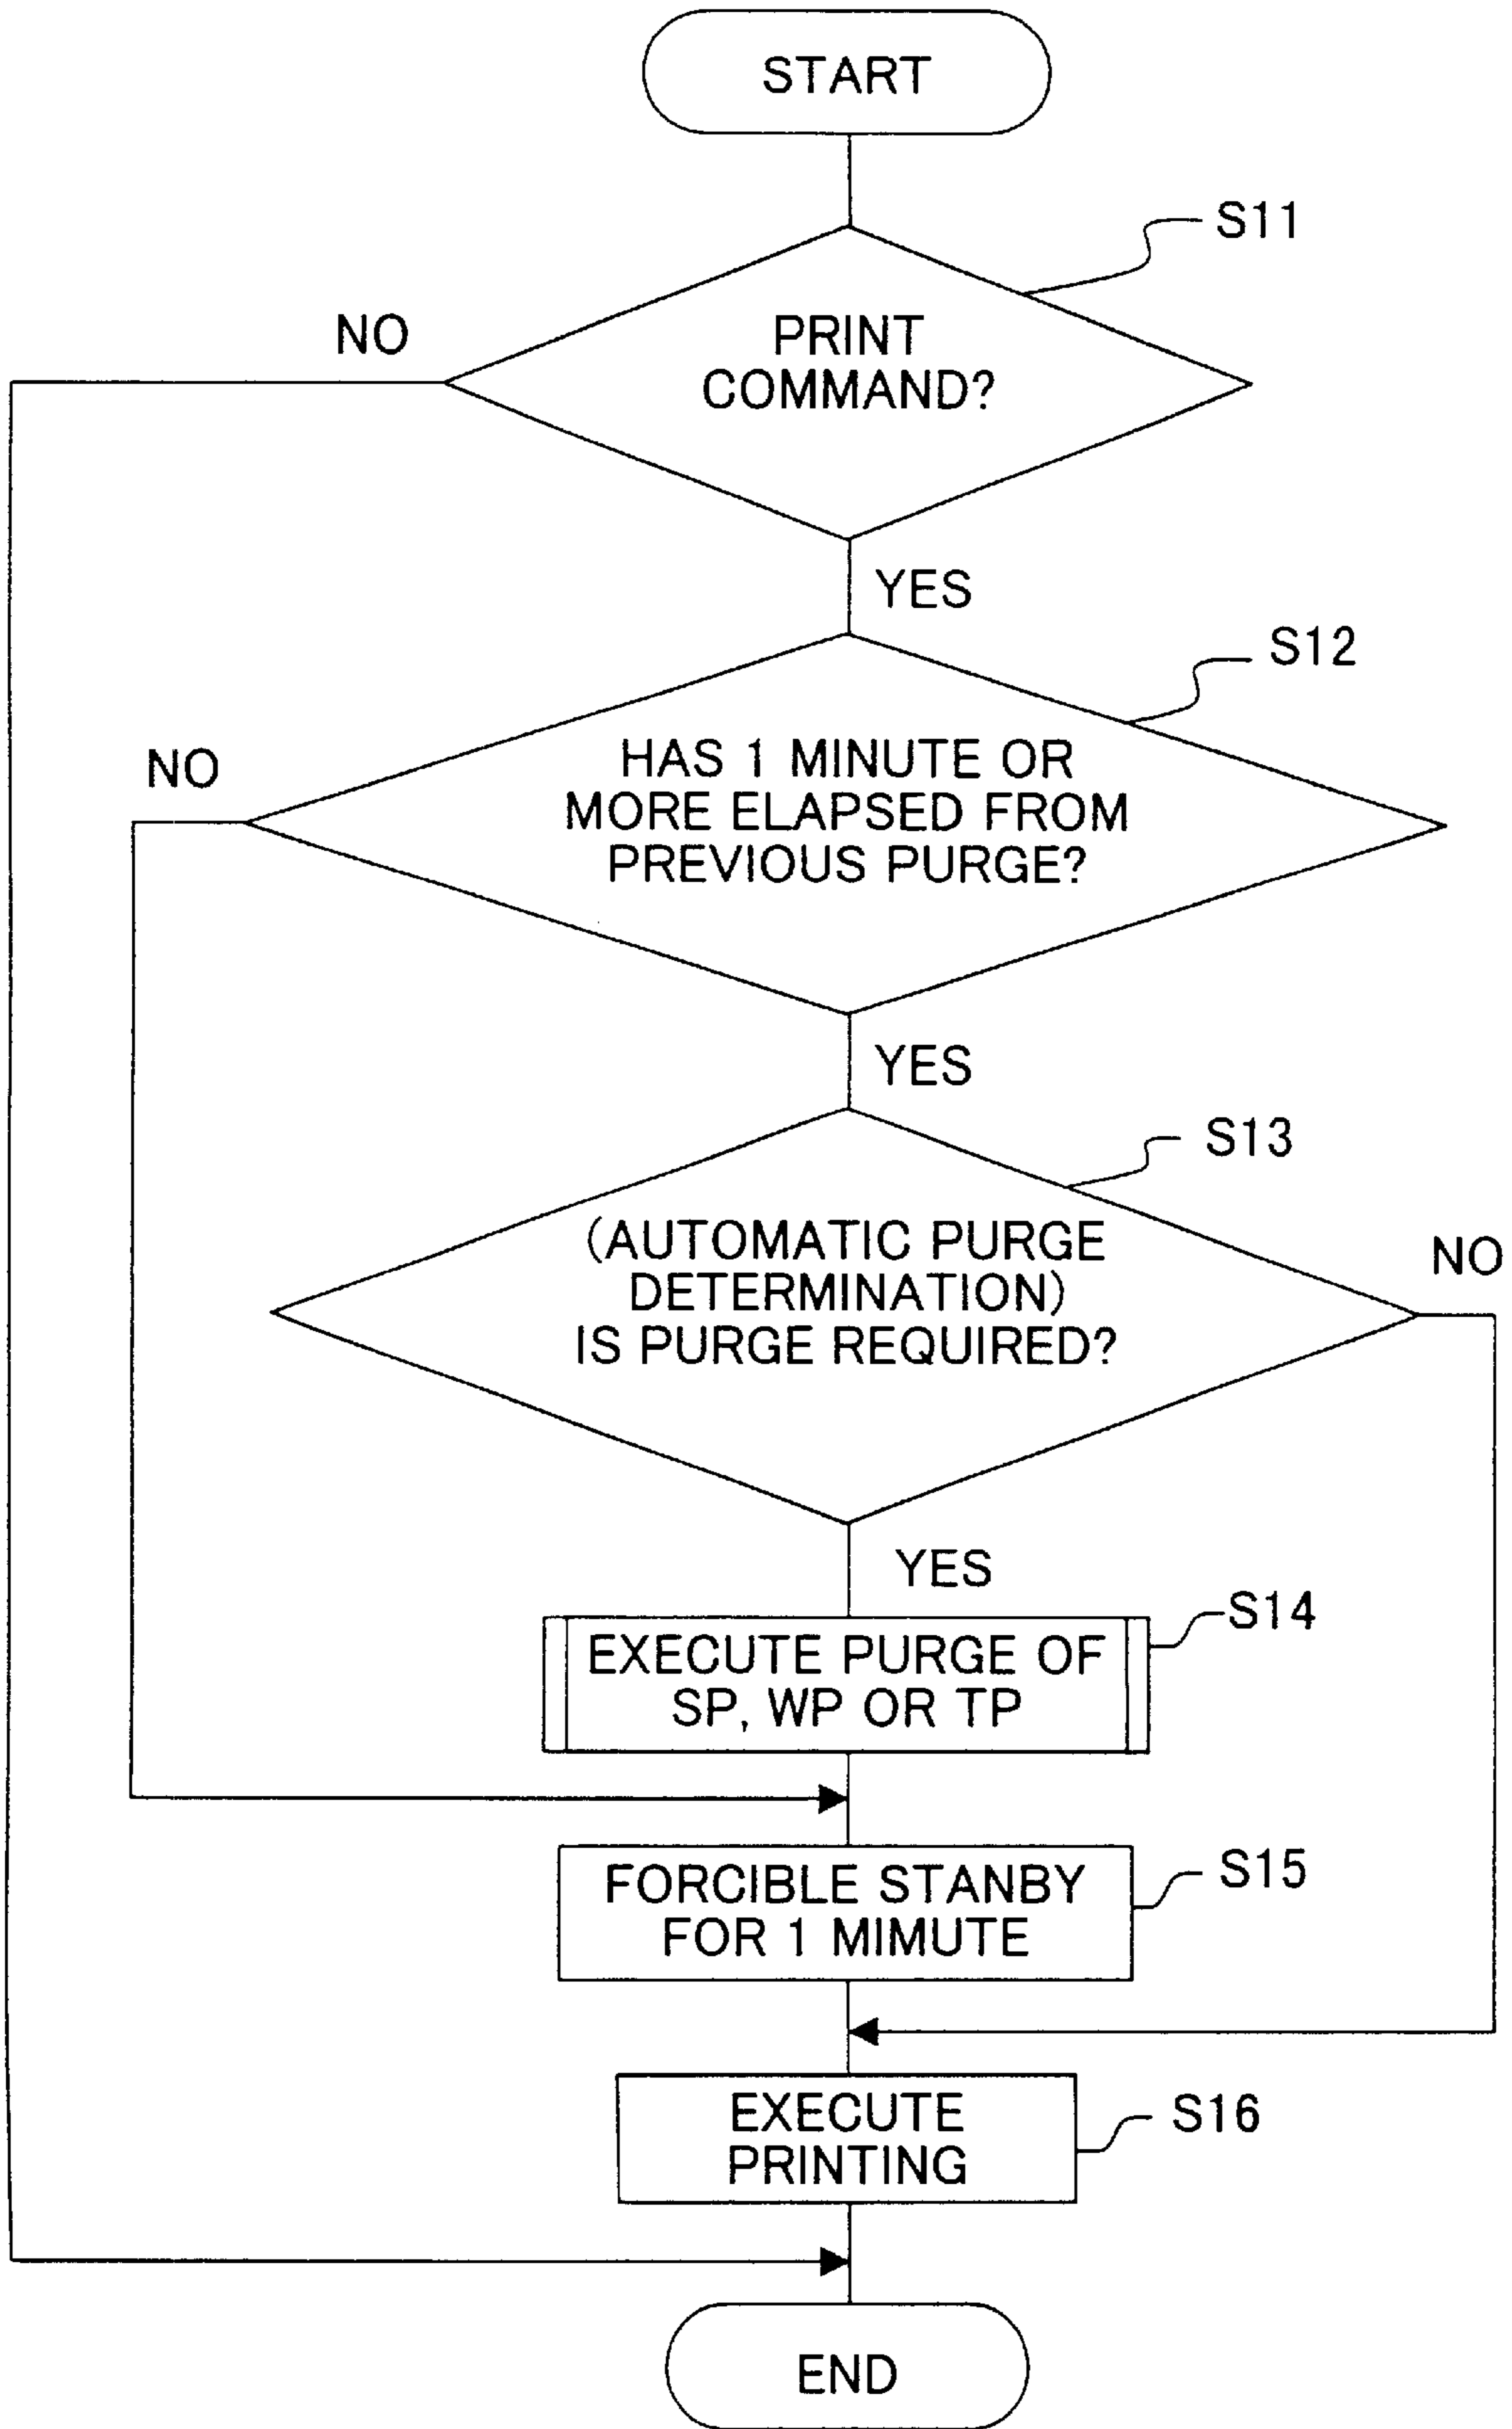 START
S11
NO
PRINT
COMMAND?
YES
S12
NO
HAS 1 MINUTE OR
MORE ELAPSED FROM
PREVIOUS PURGE?
YES
S13
(AUTOMATIC PURGE
DETERMINATION)
IS PURGE REQUIRED?
NO
YES
S14
EXECUTE PURGE OF
SP, WP OR TP
S15
FORCIBLE STANBY
FOR 1 MIMUTE
S16
EXECUTE
PRINTING
END